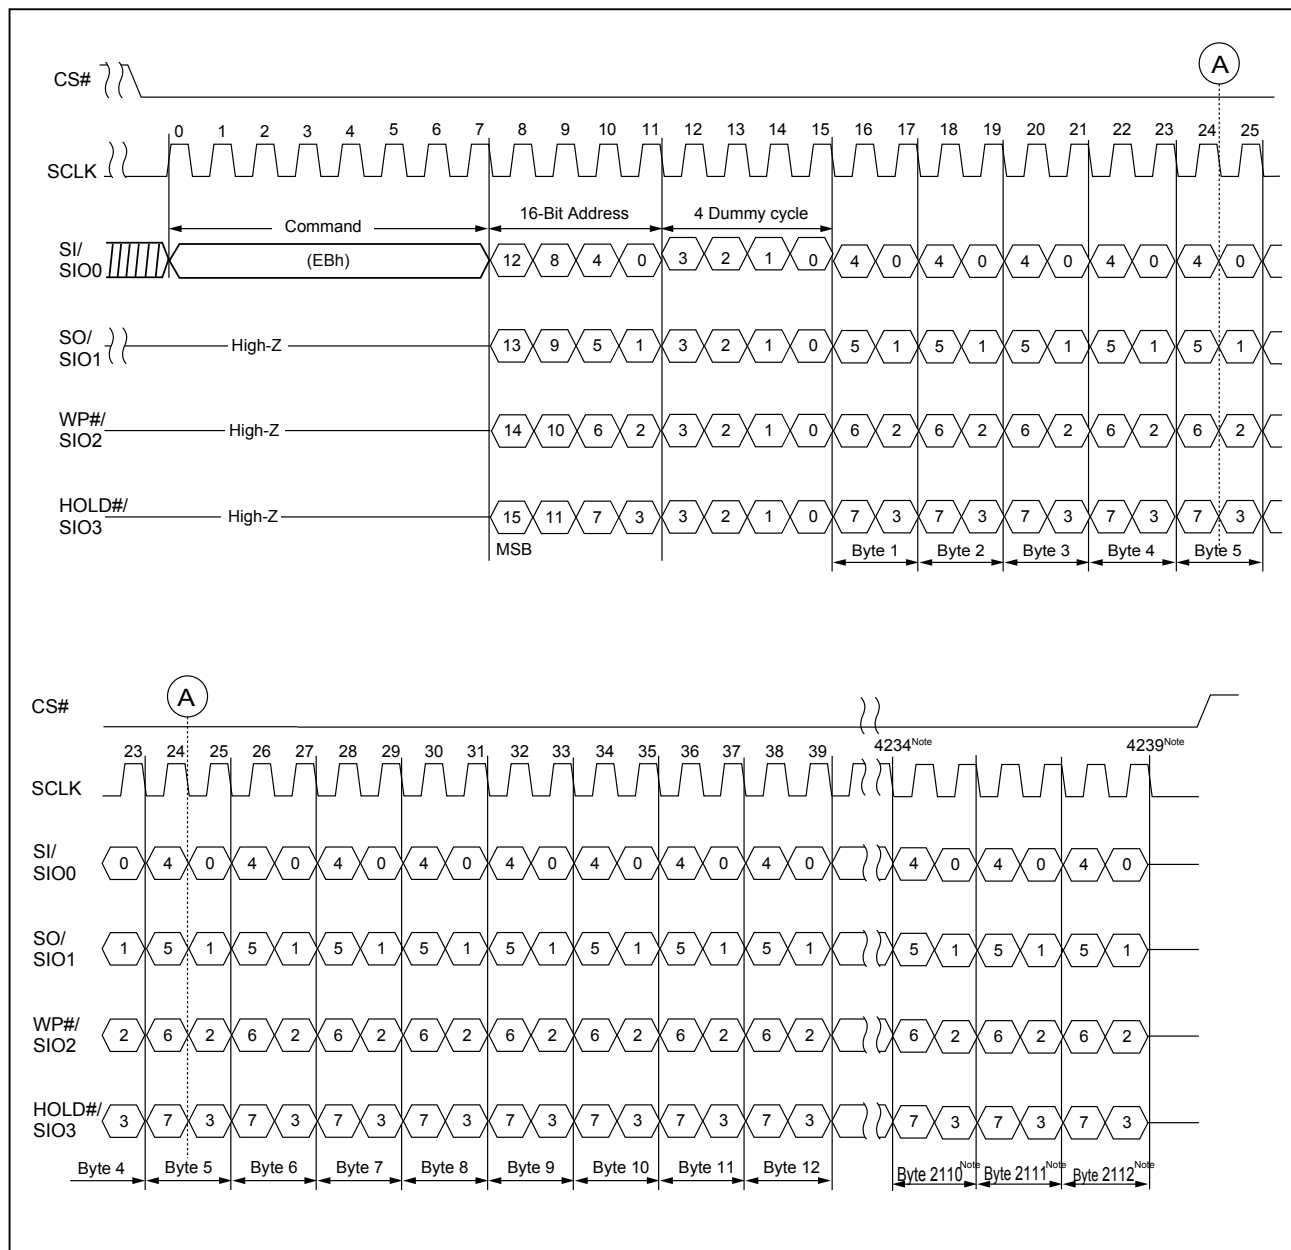 A
CS#
0 1 2 3 4 5 6 7 8 9 10 11 12 13 14 15 16 17 18 19 20 21 22 23 24 25
SCLK
Command 16-Bit Address 4 Dummy cycle
SI/
SIO0
(EBh) 12 8 4 0 3 2 1 0 4 0 4 0 4 0 4 0 4 0
SO/
SIO1
High-Z 13 9 5 1 3 2 1 0 5 1 5 1 5 1 5 1 5 1
WP#/
SIO2
High-Z 14 10 6 2 3 2 1 0 6 2 6 2 6 2 6 2 6 2
HOLD#/
SIO3
High-Z 15 11 7 3 3 2 1 0 7 3 7 3 7 3 7 3 7 3
MSB Byte 1 Byte 2 Byte 3 Byte 4 Byte 5
A
CS#
23 24 25 26 27 28 29 30 31 32 33 34 35 36 37 38 39 4234Note 4239Note
SCLK
SI/
SIO0
0 4 0 4 0 4 0 4 0 4 0 4 0 4 0 4 0 4 0 4 0 4 0
SO/
SIO1
1 5 1 5 1 5 1 5 1 5 1 5 1 5 1 5 1 5 1 5 1 5 1
WP#/
SIO2
2 6 2 6 2 6 2 6 2 6 2 6 2 6 2 6 2 6 2 6 2 6 2
HOLD#/
SIO3
3 7 3 7 3 7 3 7 3 7 3 7 3 7 3 7 3 7 3 7 3 7 3
Byte 4 Byte 5 Byte 6 Byte 7 Byte 8 Byte 9 Byte 10 Byte 11 Byte 12 Byte 2110Note Byte 2111Note Byte 2112Note